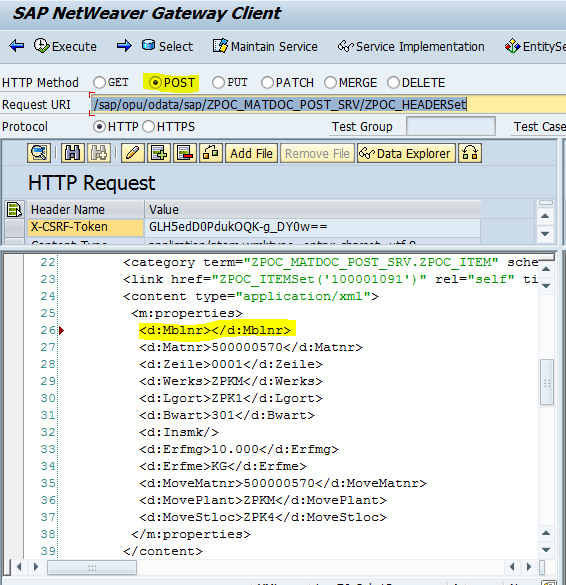 SAP NetWeaver Gateway Client
Execute Select Maintain Service Service Implementation EntitySe
HTTP Method GET POST PUT PATCH MERGE DELETE
Request URI /sap/opu/odata/sap/ZPOC_MATDOC_POST_SRV/ZPOC_HEADERSet
Protocol HTTP HTTPS Test Group Test Case
Add File Remove File Data Explorer
HTTP Request
Header Name Value
X-CSRF-Token GLH5edD0PdukOQK-g_DY0w==
22 <category term="ZPOC_MATDOC_POST_SRV.ZPOC_ITEM" sche
23 <link href="ZPOC_ITEMSet('100001091')" rel="self" ti
24 <content type="application/xml">
25 <m:properties>
26 <d:Mblnr></d:Mblnr>
27 <d:Matnr>500000570</d:Matnr>
28 <d:Zeile>0001</d:Zeile>
29 <d:Werks>ZPKM</d:Werks>
30 <d:Lgort>ZPK1</d:Lgort>
31 <d:Bwart>301</d:Bwart>
32 <d:Insmk/>
33 <d:Erfmg>10.000</d:Erfmg>
34 <d:Erfme>KG</d:Erfme>
35 <d:MoveMatnr>500000570</d:MoveMatnr>
36 <d:MovePlant>ZPKM</d:MovePlant>
37 <d:MoveStloc>ZPK4</d:MoveStloc>
38 </m:properties>
39 </content>